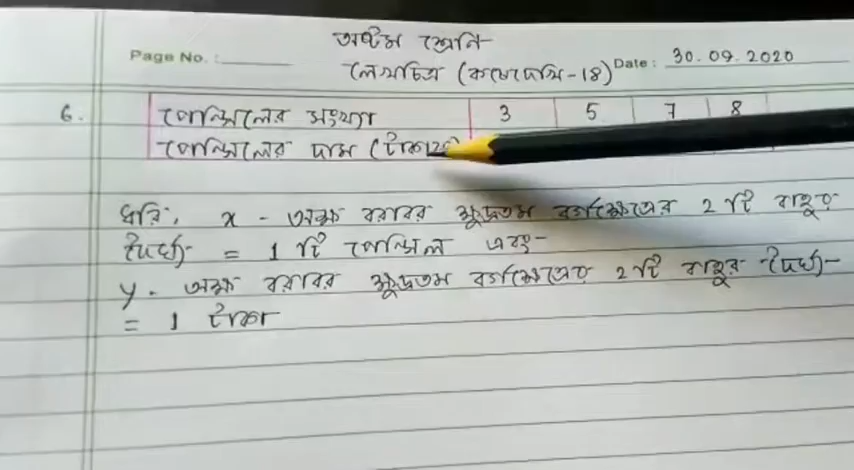 অষ্টম শ্রেনি
Page No. :
লেখচিত্র (কষেদেখি-18) Date : 30.09.2020
6. পেন্সিলের সংখ্যা 3 5 7 8
পেন্সিলের দাম (টাকায়)
ধরি, x - অক্ষ বরাবর ক্ষুদ্রতম বর্গক্ষেত্রের 2 টি বাহুর
দৈর্ঘ্য = 1 টি পেন্সিল এবং
y - অক্ষ বরাবর ক্ষুদ্রতম বর্গক্ষেত্রের 2 টি বাহুর দৈর্ঘ্য
= 1 টাকা